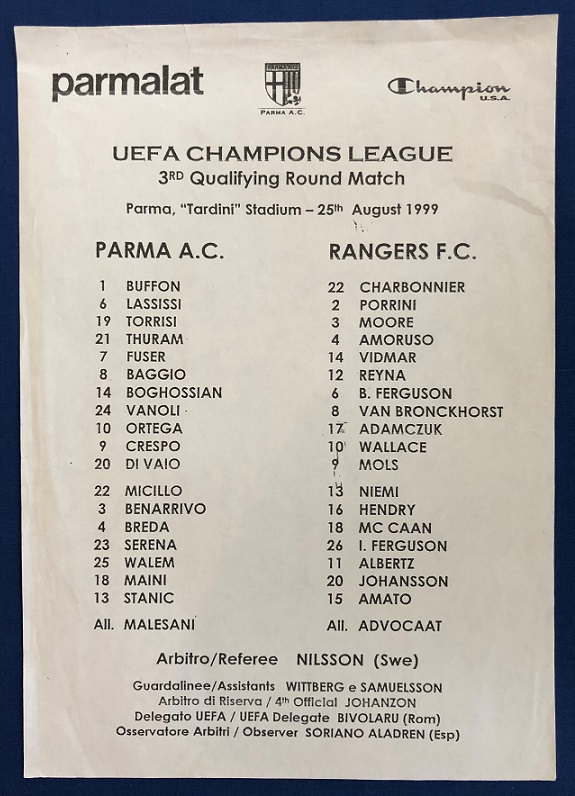 parmalat
PARMA A.C.
Champion
U.S.A.
UEFA CHAMPIONS LEAGUE
3RD Qualifying Round Match
Parma, "Tardini" Stadium – 25th August 1999
PARMA A.C. RANGERS F.C.
1 BUFFON 22 CHARBONNIER
6 LASSISSI 2 PORRINI
19 TORRISI 3 MOORE
21 THURAM 4 AMORUSO
7 FUSER 14 VIDMAR
8 BAGGIO 12 REYNA
14 BOGHOSSIAN 6 B. FERGUSON
24 VANOLI 8 VAN BRONCKHORST
10 ORTEGA 17 ADAMCZUK
9 CRESPO 10 WALLACE
20 DI VAIO 9 MOLS
22 MICILLO 13 NIEMI
3 BENARRIVO 16 HENDRY
4 BREDA 18 MC CAAN
23 SERENA 26 I. FERGUSON
25 WALEM 11 ALBERTZ
18 MAINI 20 JOHANSSON
13 STANIC 15 AMATO
All. MALESANI All. ADVOCAAT
Arbitro/Referee NILSSON (Swe)
Guardalinee/Assistants WITTBERG e SAMUELSSON
Arbitro di Riserva / 4th Official JOHANZON
Delegato UEFA / UEFA Delegate BIVOLARU (Rom)
Osservatore Arbitri / Observer SORIANO ALADREN (Esp)